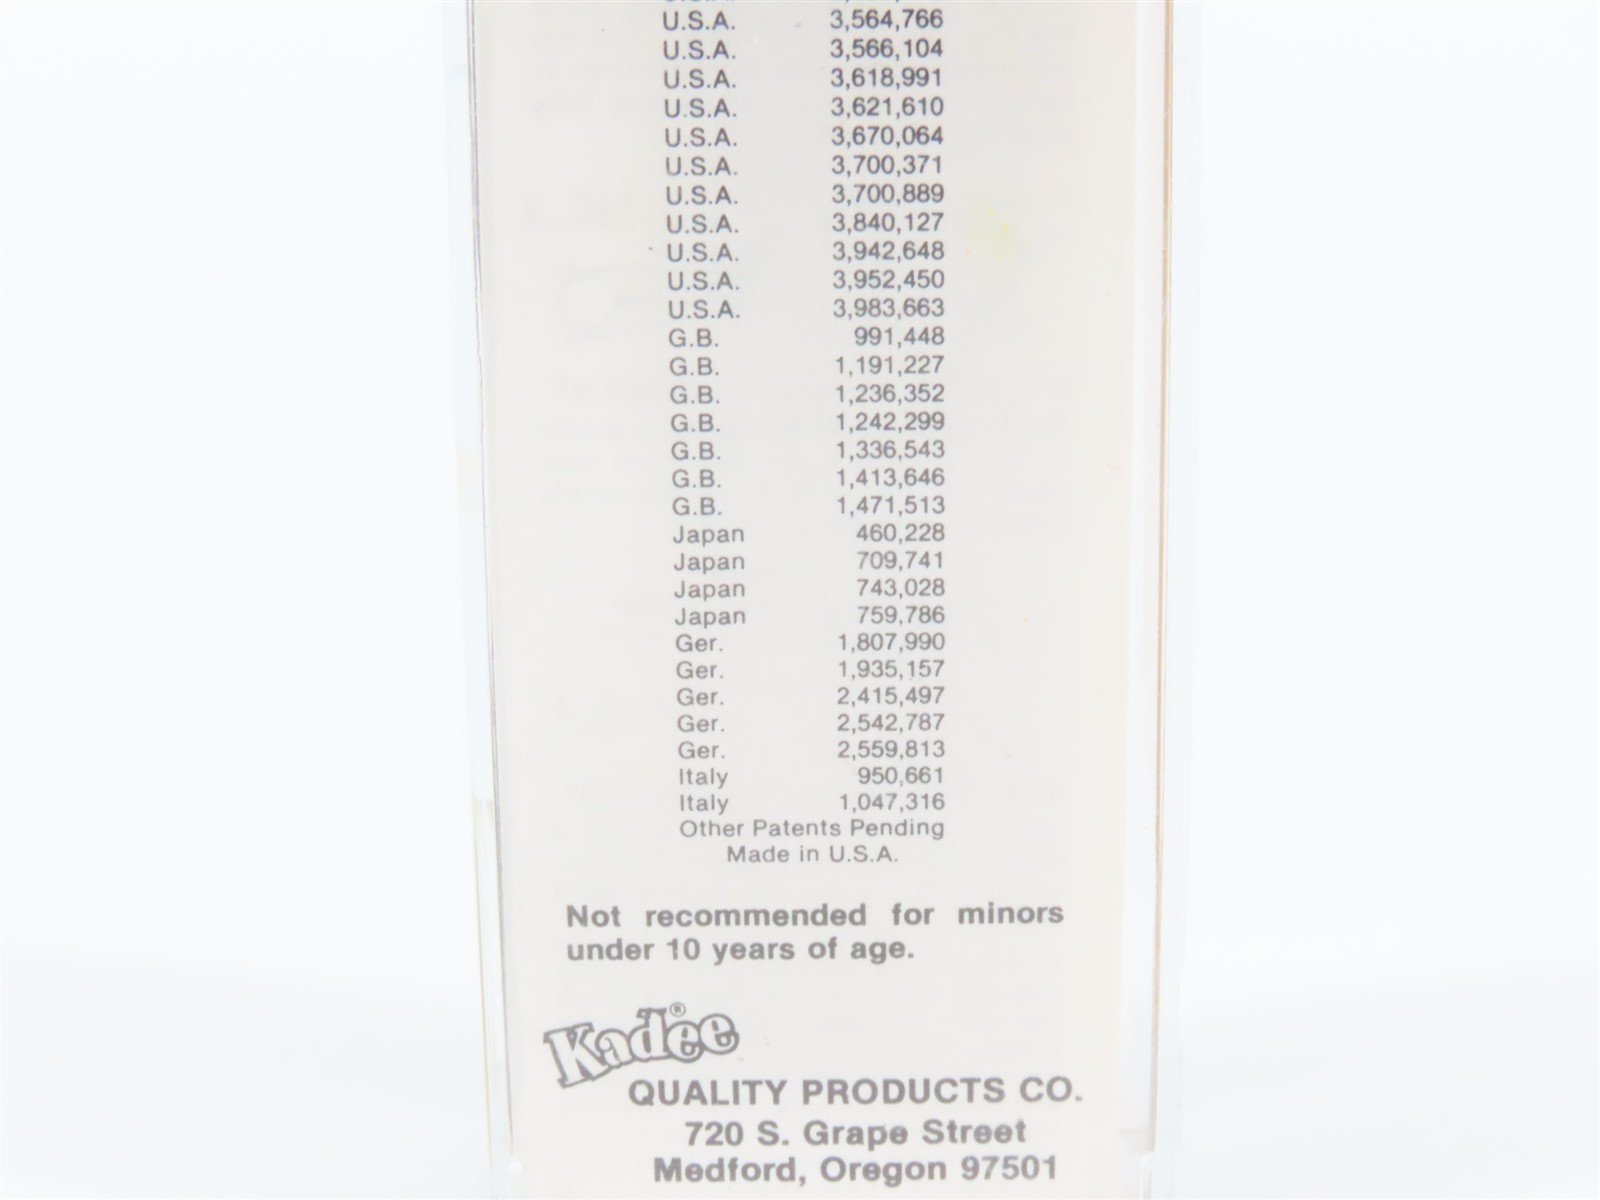 U.S.A. 3,564,766
U.S.A. 3,566,104
U.S.A. 3,618,991
U.S.A. 3,621,610
U.S.A. 3,670,064
U.S.A. 3,700,371
U.S.A. 3,700,889
U.S.A. 3,840,127
U.S.A. 3,942,648
U.S.A. 3,952,450
U.S.A. 3,983,663
G.B. 991,448
G.B. 1,191,227
G.B. 1,236,352
G.B. 1,242,299
G.B. 1,336,543
G.B. 1,413,646
G.B. 1,471,513
Japan 460,228
Japan 709,741
Japan 743,028
Japan 759,786
Ger. 1,807,990
Ger. 1,935,157
Ger. 2,415,497
Ger. 2,542,787
Ger. 2,559,813
Italy 950,661
Italy 1,047,316
Other Patents Pending
Made in U.S.A.
Not recommended for minors
under 10 years of age.
Kadee®
QUALITY PRODUCTS CO.
720 S. Grape Street
Medford, Oregon 97501